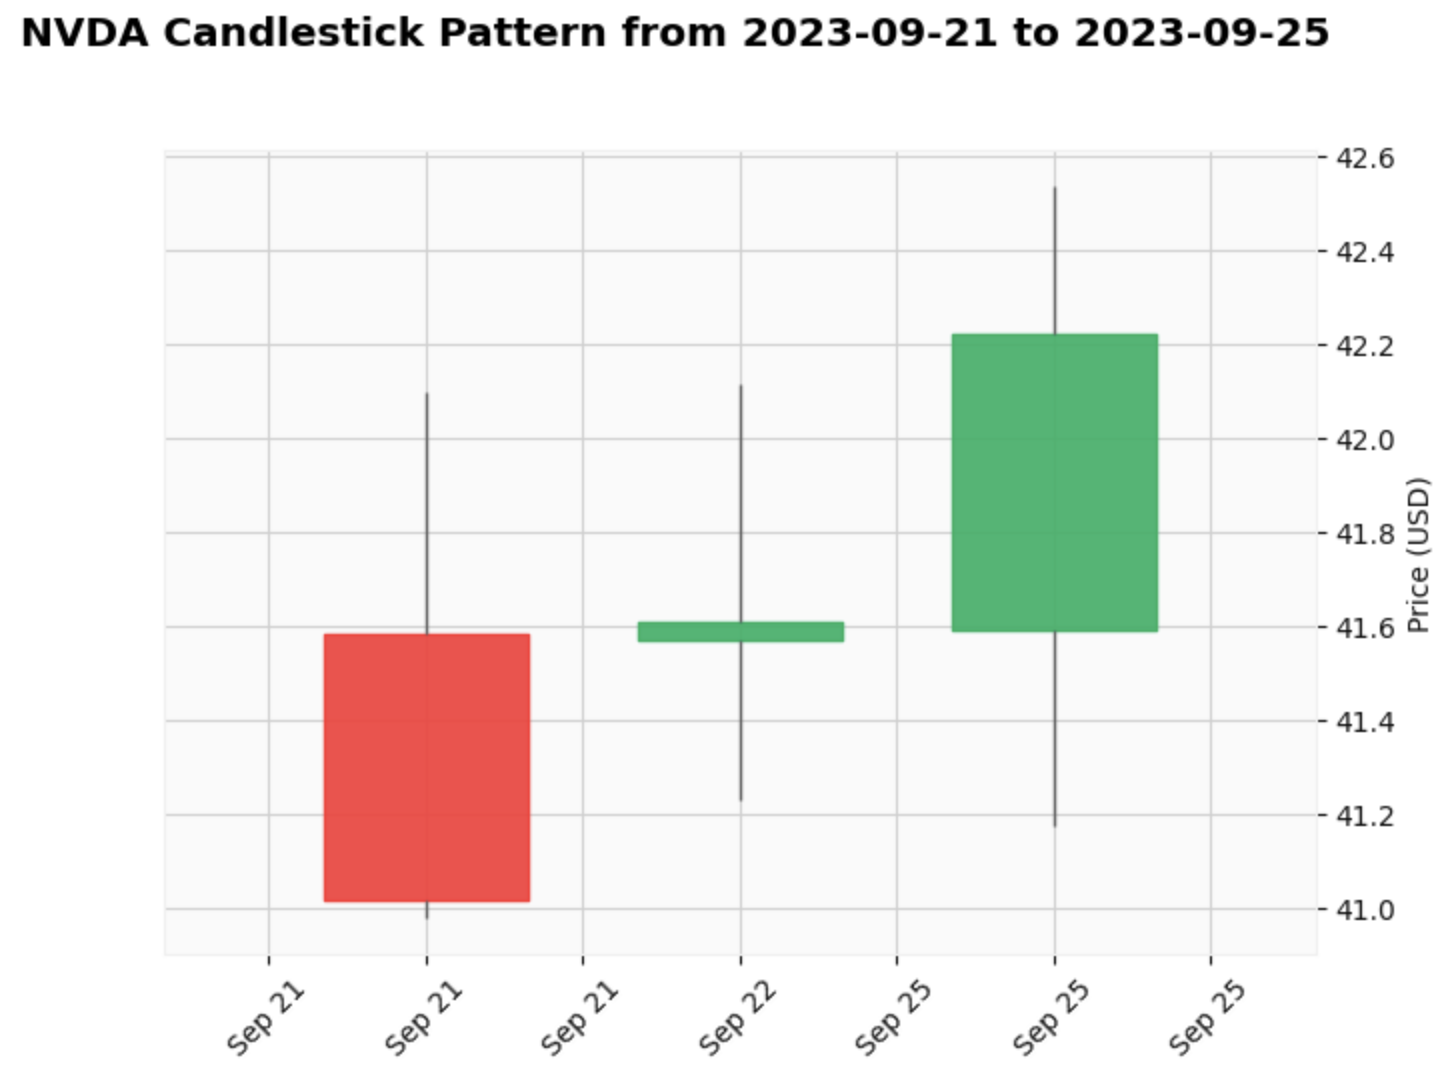 NVDA Candlestick Pattern from 2023-09-21 to 2023-09-25
42.6
42.4
42.2
42.0
41.8
41.6
41.4
41.2
41.0
Price (USD)
Sep 21
Sep 21
Sep 21
Sep 22
Sep 25
Sep 25
Sep 25